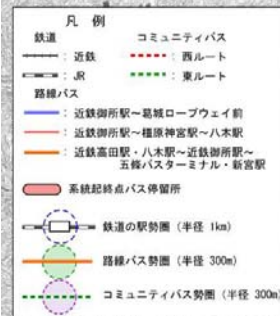 凡 例
鉄道 コミュニティバス
: 近鉄 : 西ルート
: JR : 東ルート
路線バス
: 近鉄御所駅～葛城ロープウェイ前
: 近鉄御所駅～橿原神宮駅～八木駅
: 近鉄高田駅・八木駅～近鉄御所駅～
五條バスターミナル・新宮駅
系統起終点バス停留所
鉄道の駅勢圏 (半径 1km)
路線バス勢圏 (半径 300m)
コミュニティバス勢圏 (半径 300m)